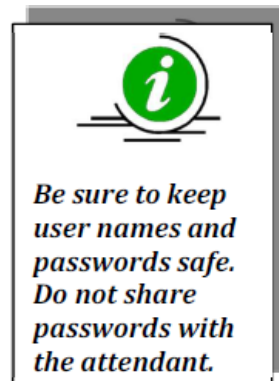 i
Be sure to keep
user names and
passwords safe.
Do not share
passwords with
the attendant.